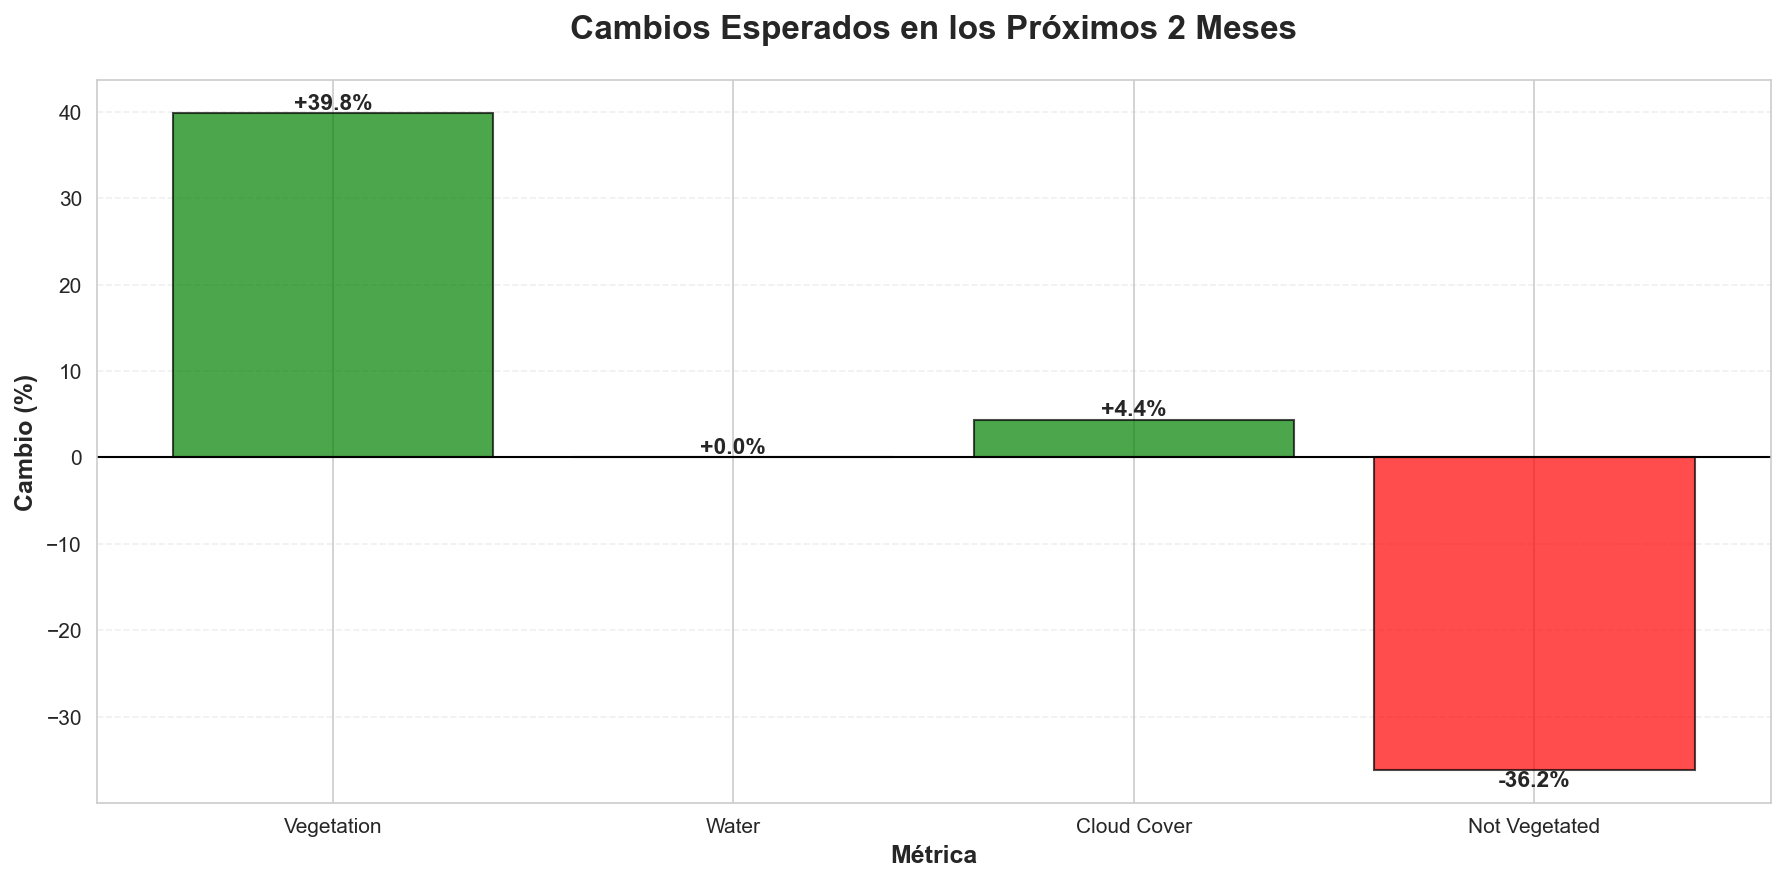 Cambios Esperados en los Próximos 2 Meses
Cambio (%)
40
30
20
10
0
−10
−20
−30
+39.8%
+0.0%
+4.4%
-36.2%
Vegetation
Water
Cloud Cover
Not Vegetated
Métrica